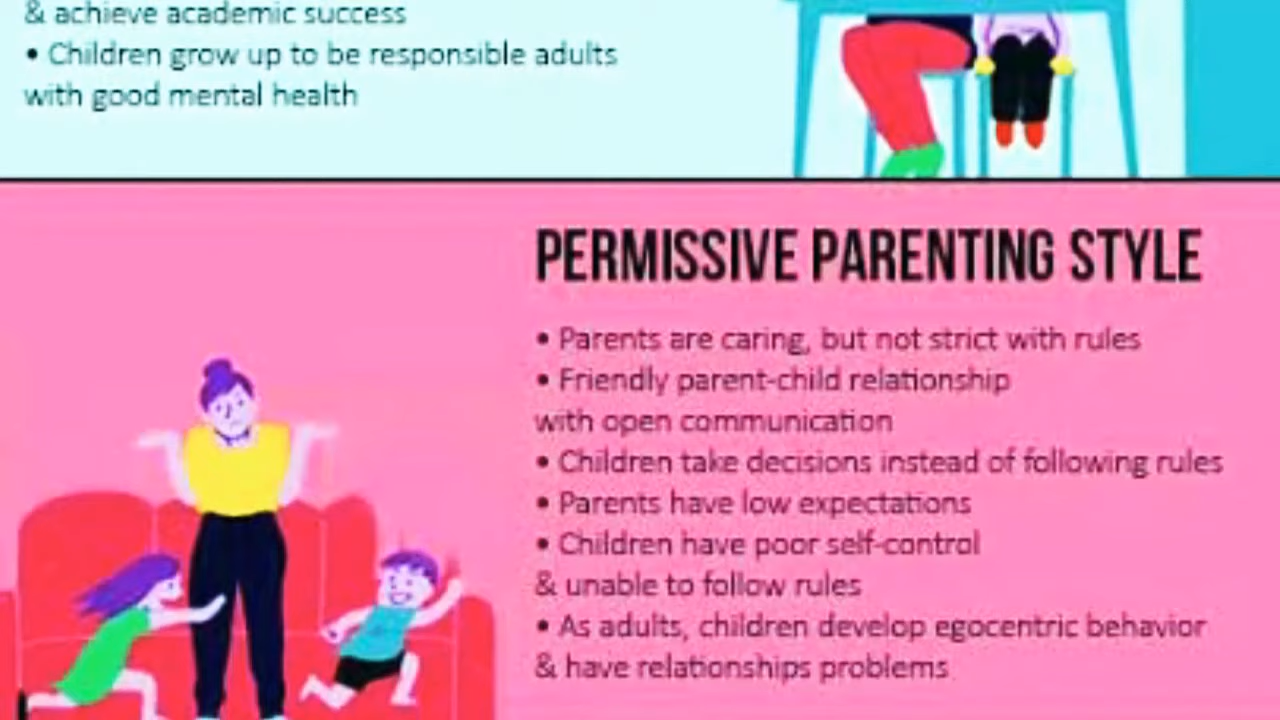 & achieve academic success
• Children grow up to be responsible adults
with good mental health
PERMISSIVE PARENTING STYLE
• Parents are caring, but not strict with rules
• Friendly parent-child relationship
with open communication
• Children take decisions instead of following rules
• Parents have low expectations
• Children have poor self-control
& unable to follow rules
• As adults, children develop egocentric behavior
& have relationships problems